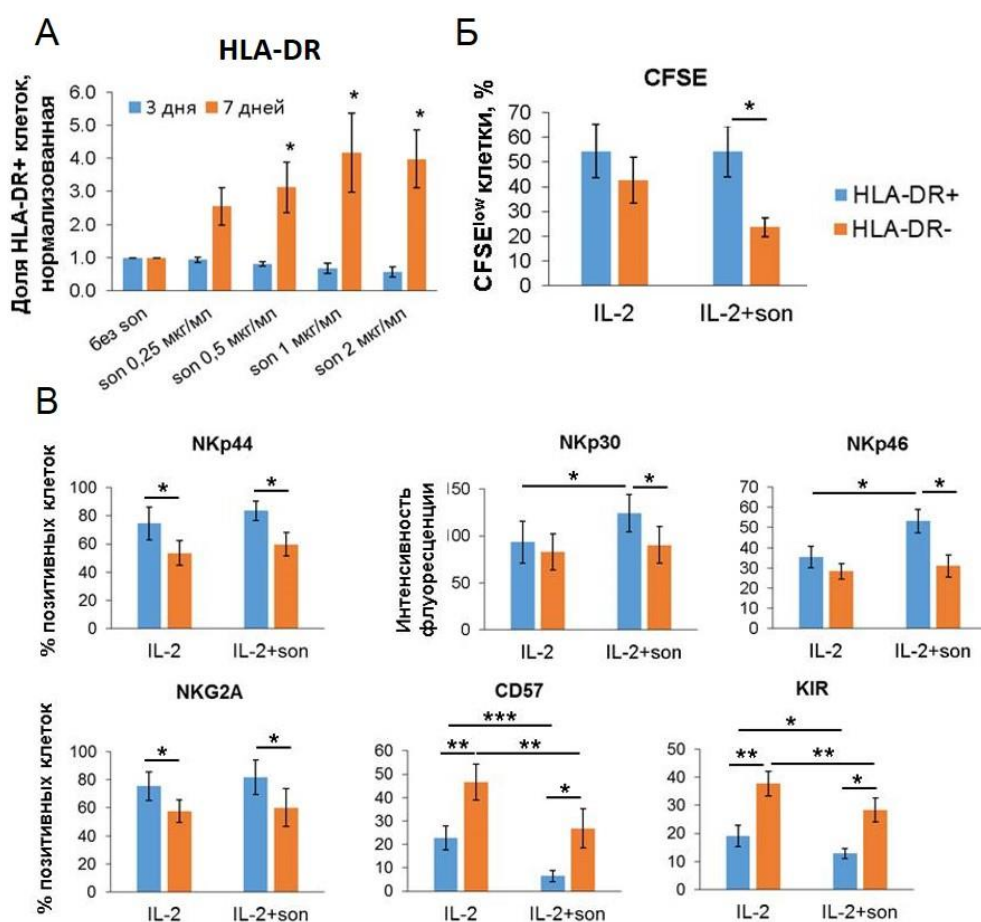 А
HLA-DR
Доля HLA-DR+ клеток,
нормализованная
6.0
5.0
4.0
3.0
2.0
1.0
0.0
3 дня
7 дней
*
*
*
без son
son 0,25 мкг/мл
son 0,5 мкг/мл
son 1 мкг/мл
son 2 мкг/мл
Б
CFSE
CFSElow клетки, %
70
60
50
40
30
20
10
0
*
IL-2
IL-2+son
HLA-DR+
HLA-DR-
В
NKp44
% позитивных клеток
100
80
60
40
20
0
*
*
IL-2
IL-2+son
NKp30
Интенсивность
флуоресценции
150
100
50
0
*
*
IL-2
IL-2+son
NKp46
70
60
50
40
30
20
10
0
*
*
IL-2
IL-2+son
NKG2A
% позитивных клеток
100
80
60
40
20
0
*
*
IL-2
IL-2+son
CD57
60
50
40
30
20
10
0
***
**
**
*
IL-2
IL-2+son
KIR
50
40
30
20
10
0
*
**
**
*
IL-2
IL-2+son